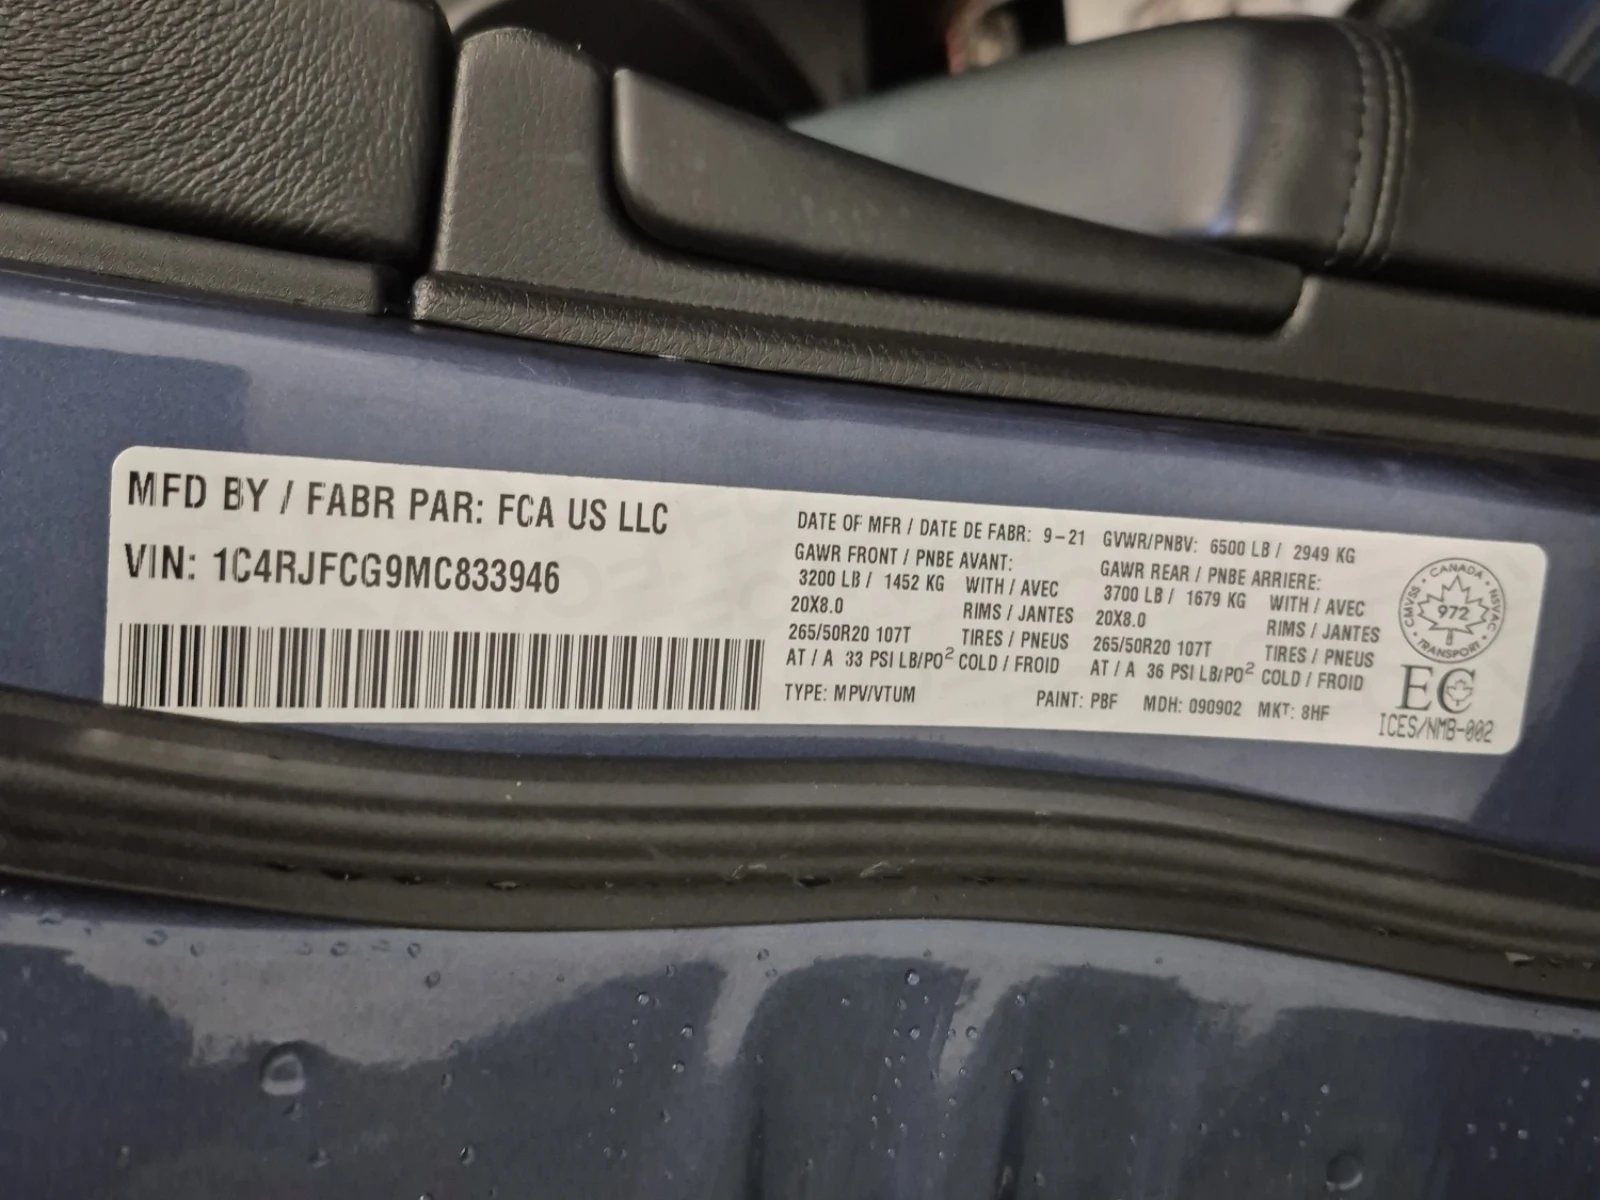 MFD BY / FABR PAR: FCA US LLC
VIN: 1C4RJFCG9MC833946
DATE OF MFR / DATE DE FABR: 9-21 GVWR/PNBV: 6500 LB / 2949 KG
GAWR FRONT / PNBE AVANT: GAWR REAR / PNBE ARRIERE:
3200 LB / 1452 KG WITH / AVEC 3700 LB / 1679 KG WITH / AVEC
20X8.0 RIMS / JANTES 20X8.0 RIMS / JANTES
265/50R20 107T TIRES / PNEUS 265/50R20 107T TIRES / PNEUS
AT / A 33 PSI LB/PO² COLD / FROID AT / A 36 PSI LB/PO² COLD / FROID
TYPE: MPV/VTUM PAINT: PBF MDH: 090902 MKT: 8HF
CANADA
CMVSS 972 NSVAC
TRANSPORT
EC
ICES/NMB-002